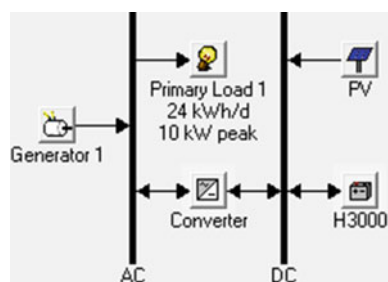 Primary Load 1
24 kWh/d
10 kW peak
PV
Generator 1
Converter
H3000
AC
DC